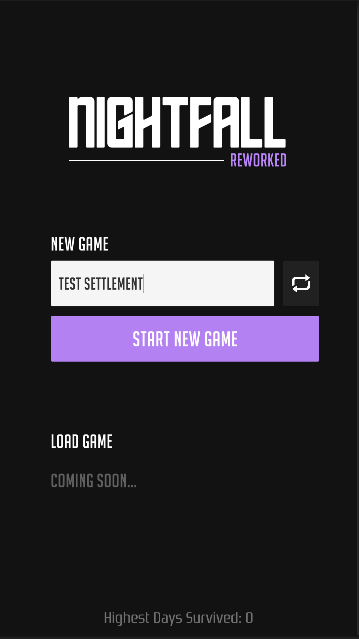 NIGHTFALL
REWORKED
NEW GAME
TEST SETTLEMENT
START NEW GAME
LOAD GAME
COMING SOON...
Highest Days Survived: 0